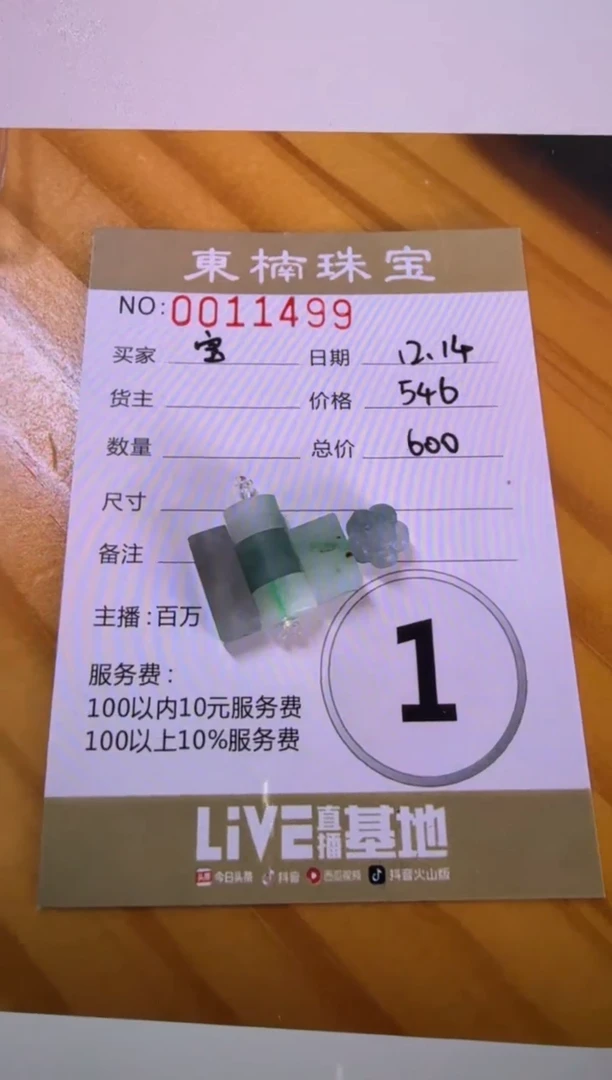 東楠珠宝
NO:0011499
买家 宝 日期 12.14
货主 价格 546
数量 总价 600
尺寸
备注
主播:百万
服务费:
100以内10元服务费
100以上10%服务费
1
LiVE直播基地
头条 今日头条 抖音 西瓜视频 抖音火山版